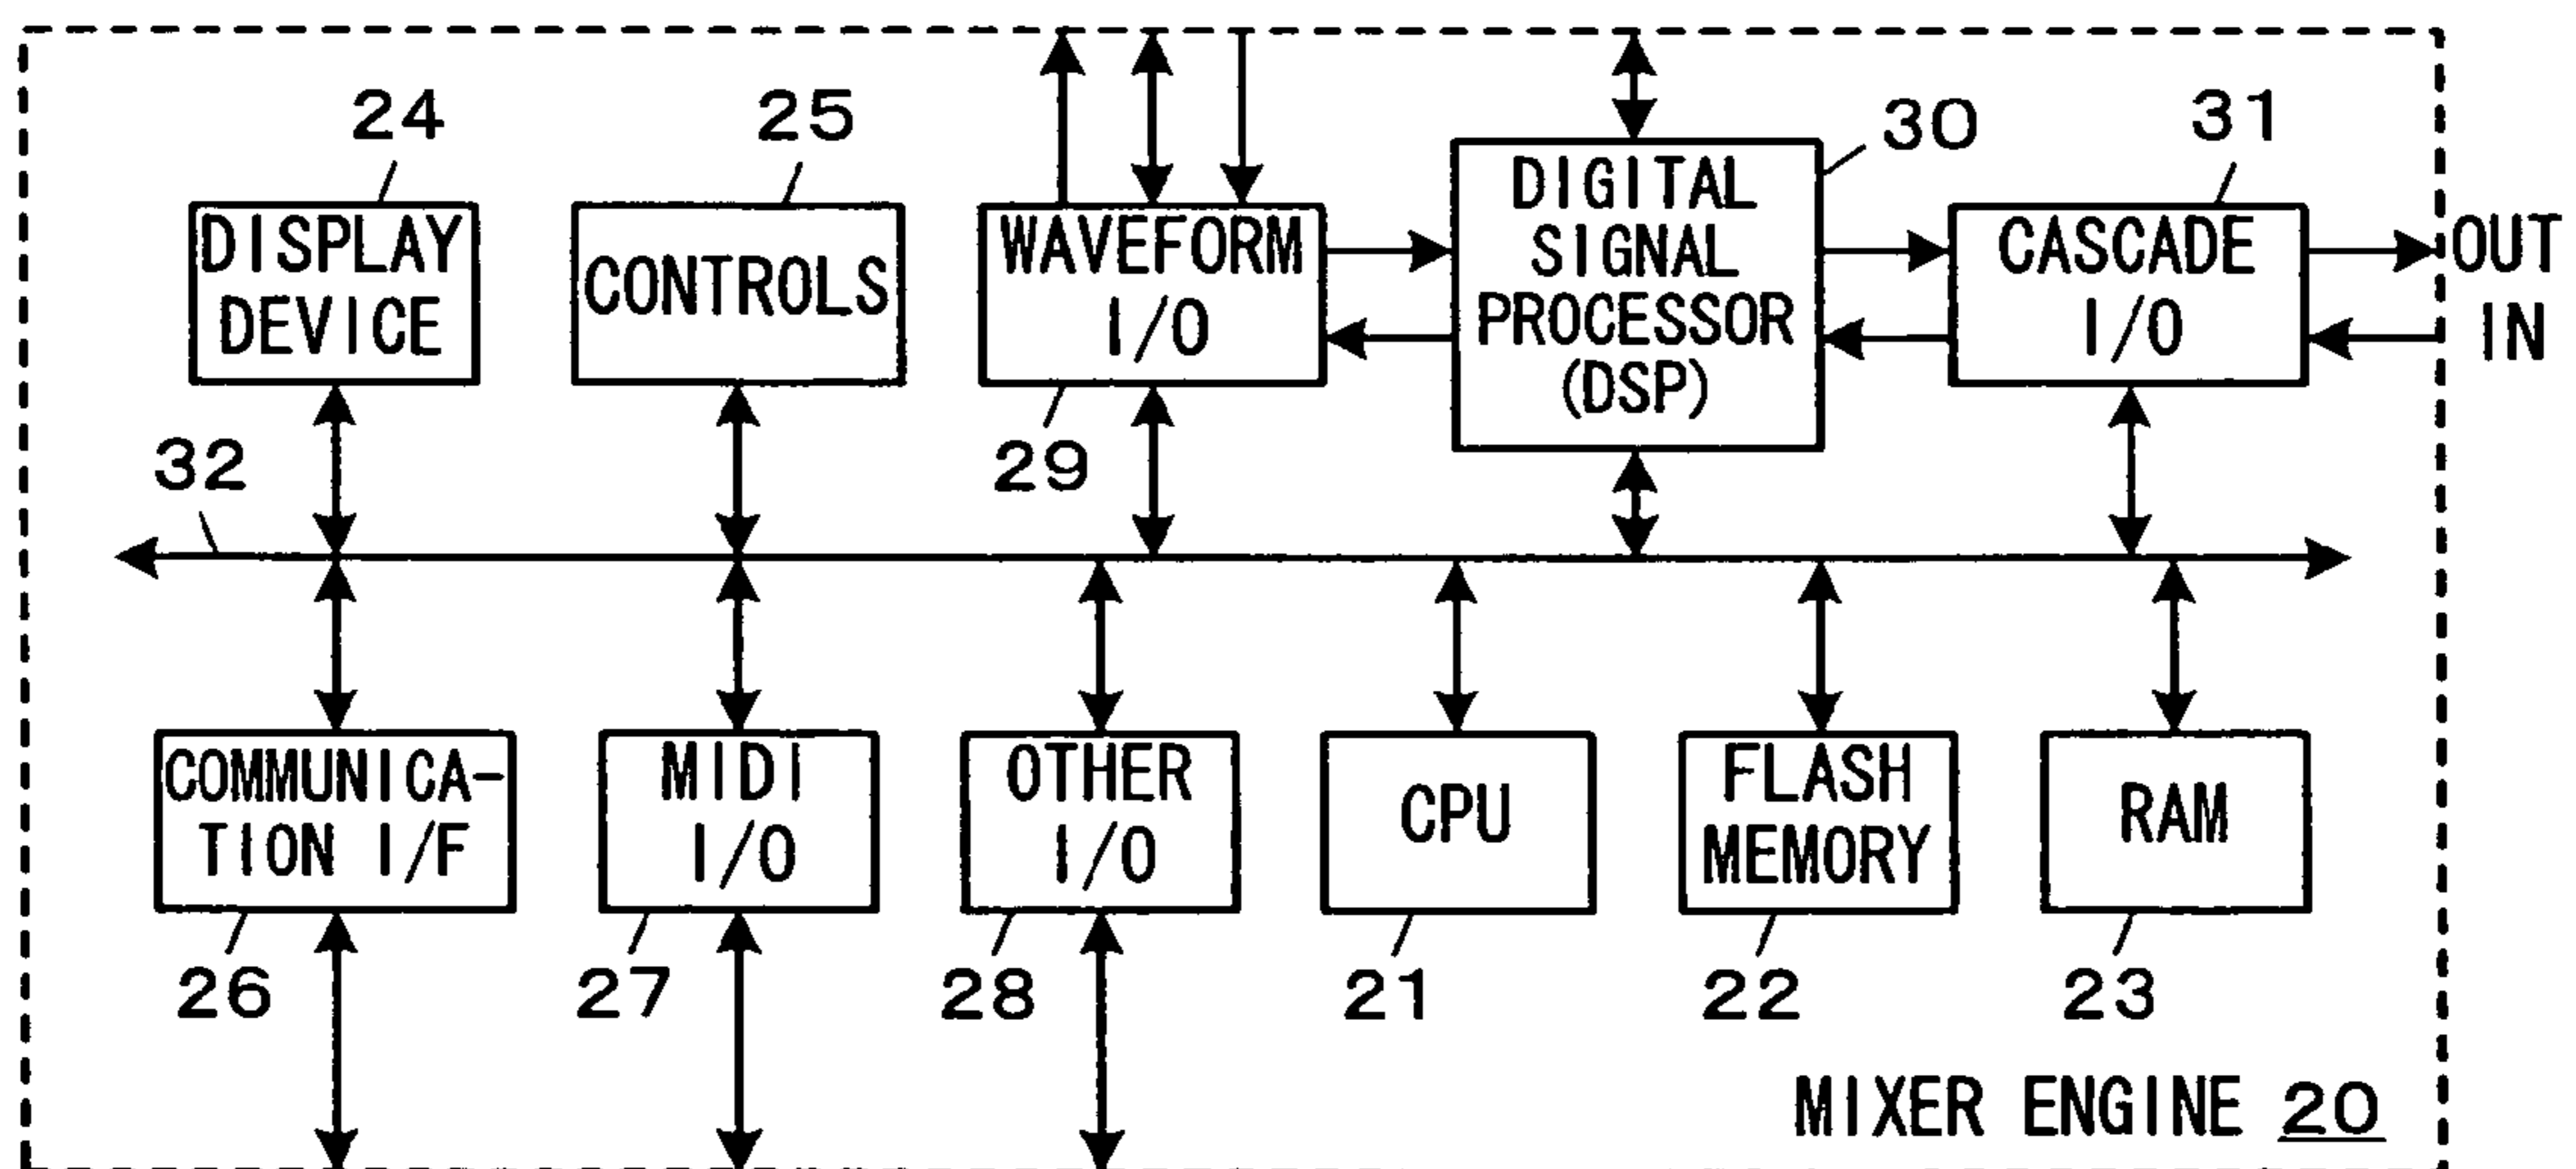 24
25
30
31
DISPLAY
DEVICE
CONTROLS
WAVEFORM
I/O
DIGITAL
SIGNAL
PROCESSOR
(DSP)
CASCADE
I/O
OUT
IN
32
29
COMMUNICA-
TION I/F
MIDI
I/O
OTHER
I/O
CPU
FLASH
MEMORY
RAM
26
27
28
21
22
23
MIXER ENGINE 20